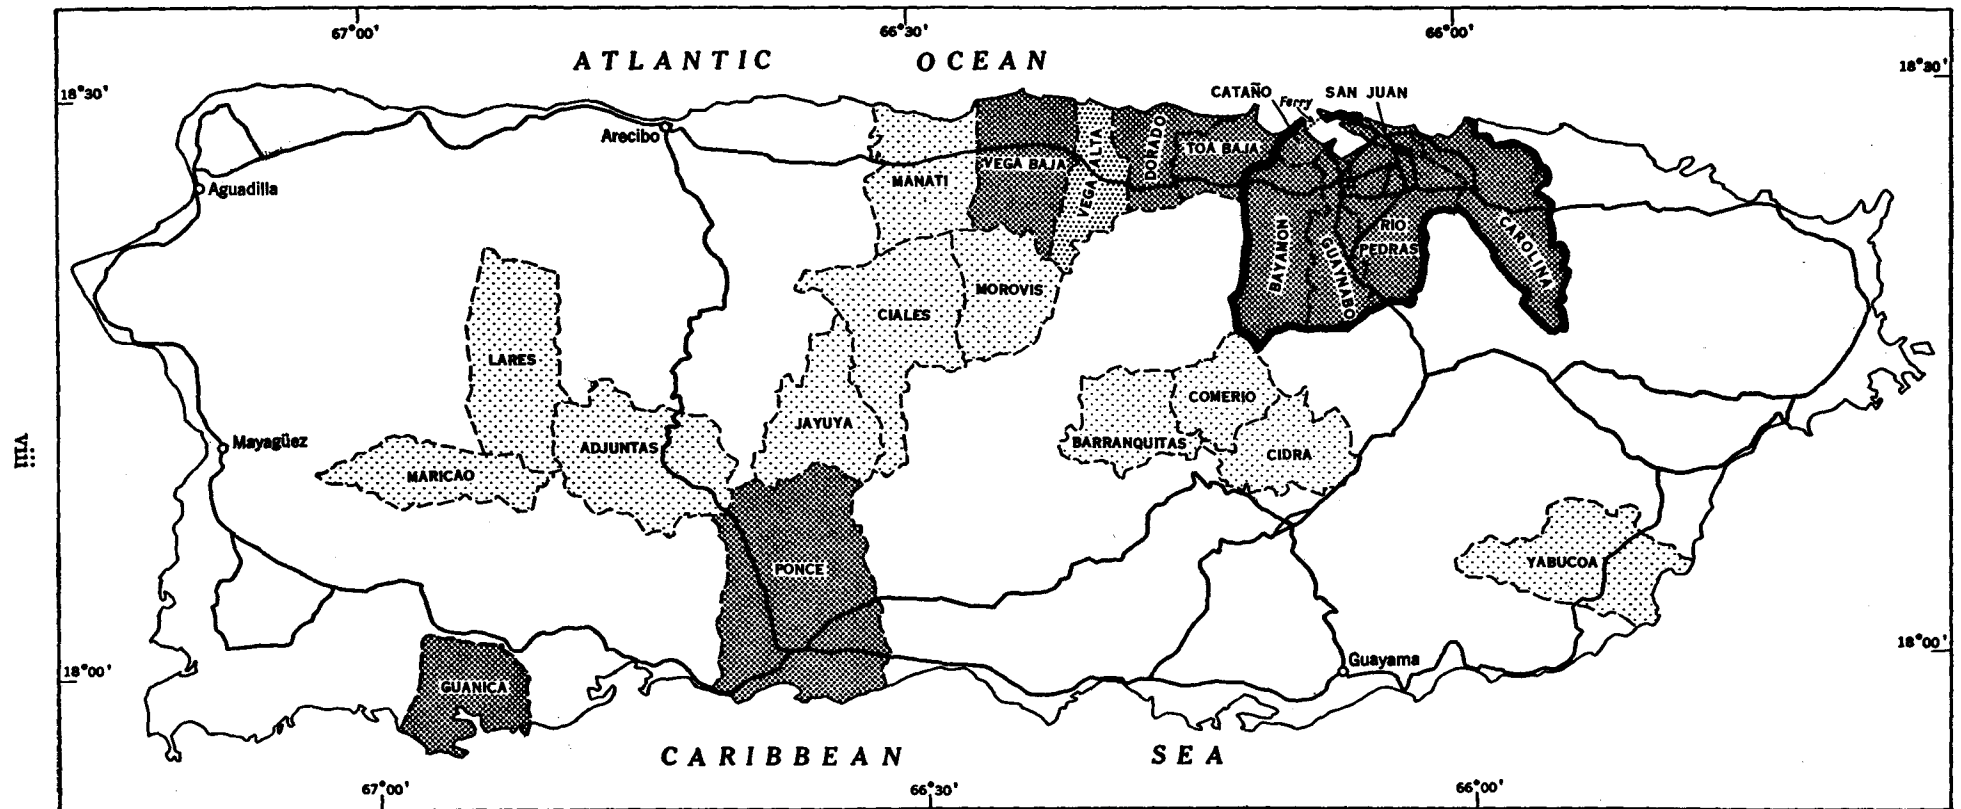 67°00'
66°30'
66°00'
ATLANTIC OCEAN
18°30'
18°30'
CATAÑO
Ferry
SAN JUAN
Arecibo
Aguadilla
MANATI
VEGA BAJA
VEGA ALTA
DORADO
TOA BAJA
BAYAMON
GUAYNABO
RIO
PEDRAS
CAROLINA
MOROVIS
CIALES
LARES
JAYUYA
COMERIO
BARRANQUITAS
CIDRA
Mayagüez
ADJUNTAS
MARICAO
viii
PONCE
YABUCOA
18°00'
18°00'
Guayama
GUANICA
CARIBBEAN SEA
67°00'
66°30'
66°00'